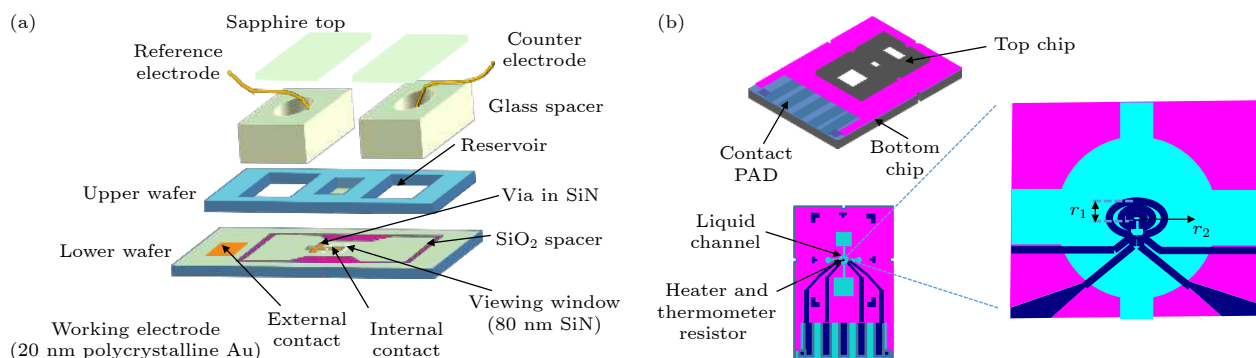 (a)
Sapphire top
Reference
electrode
Counter
electrode
Glass spacer
Reservoir
Upper wafer
Via in SiN
Lower wafer
SiO₂ spacer
Viewing window
(80 nm SiN)
Working electrode
(20 nm polycrystalline Au)
External
contact
Internal
contact
(b)
Top chip
Contact
PAD
Bottom
chip
Liquid
channel
Heater and
thermometer
resistor
r₁
r₂